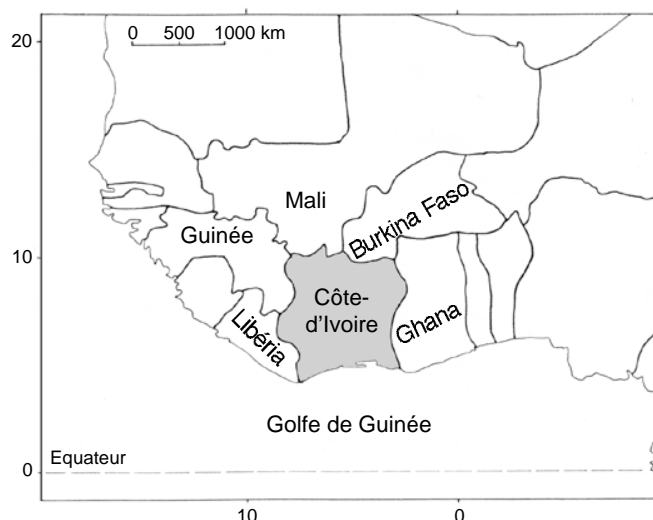 20
0 500 1000 km
Mali
Burkina Faso
Guinée
10
Côte-
d'Ivoire
Ghana
Libéria
Golfe de Guinée
Equateur
0
10
0